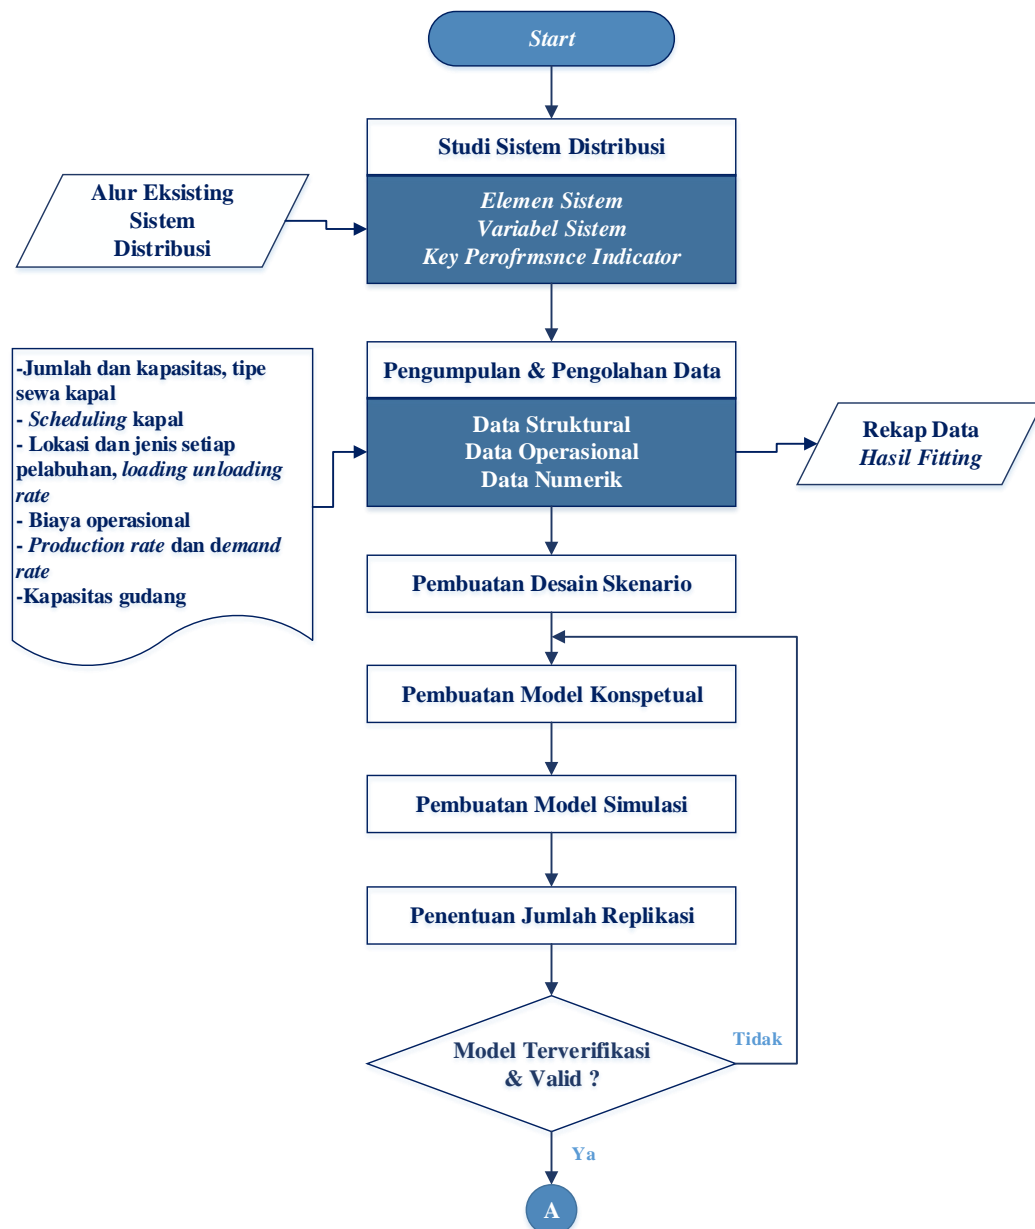 Start
Studi Sistem Distribusi
Alur Eksisting
Sistem
Distribusi
Elemen Sistem
Variabel Sistem
Key Perofrmsnce Indicator
-Jumlah dan kapasitas, tipe
sewa kapal
- Scheduling kapal
- Lokasi dan jenis setiap
pelabuhan, loading unloading
rate
- Biaya operasional
- Production rate dan demand
rate
-Kapasitas gudang
Pengumpulan & Pengolahan Data
Data Struktural
Data Operasional
Data Numerik
Rekap Data
Hasil Fitting
Pembuatan Desain Skenario
Pembuatan Model Konspetual
Pembuatan Model Simulasi
Penentuan Jumlah Replikasi
Model Terverifikasi
& Valid ?
Tidak
Ya
A